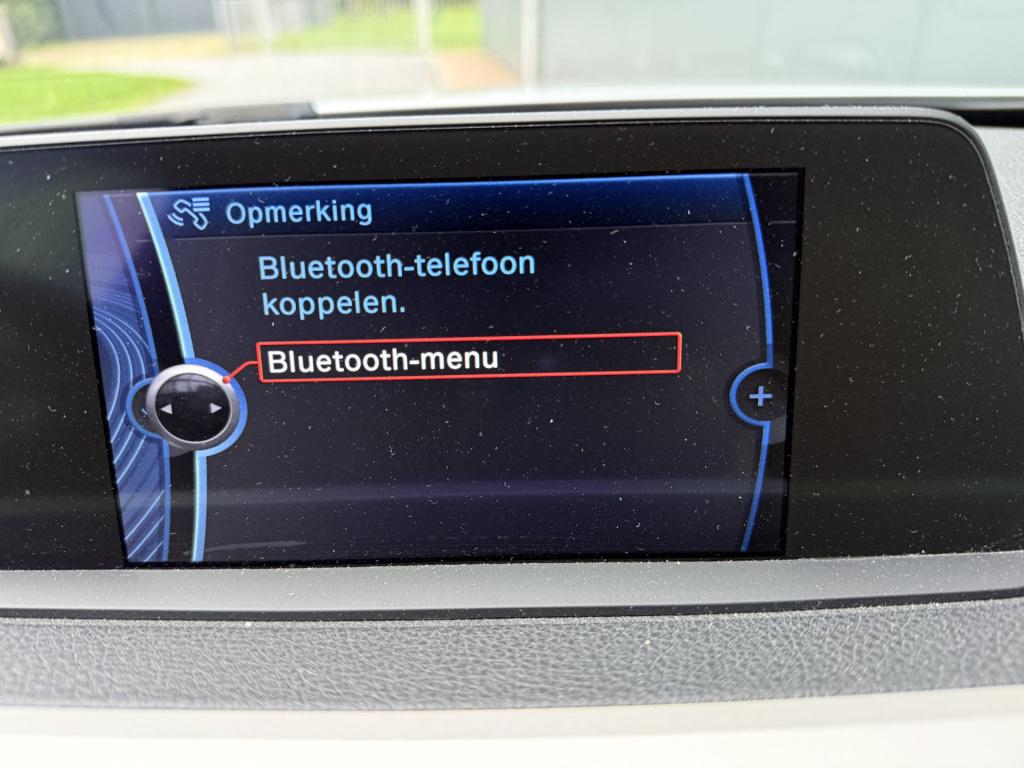 Opmerking
Bluetooth-telefoon
koppelen.
Bluetooth-menu
+